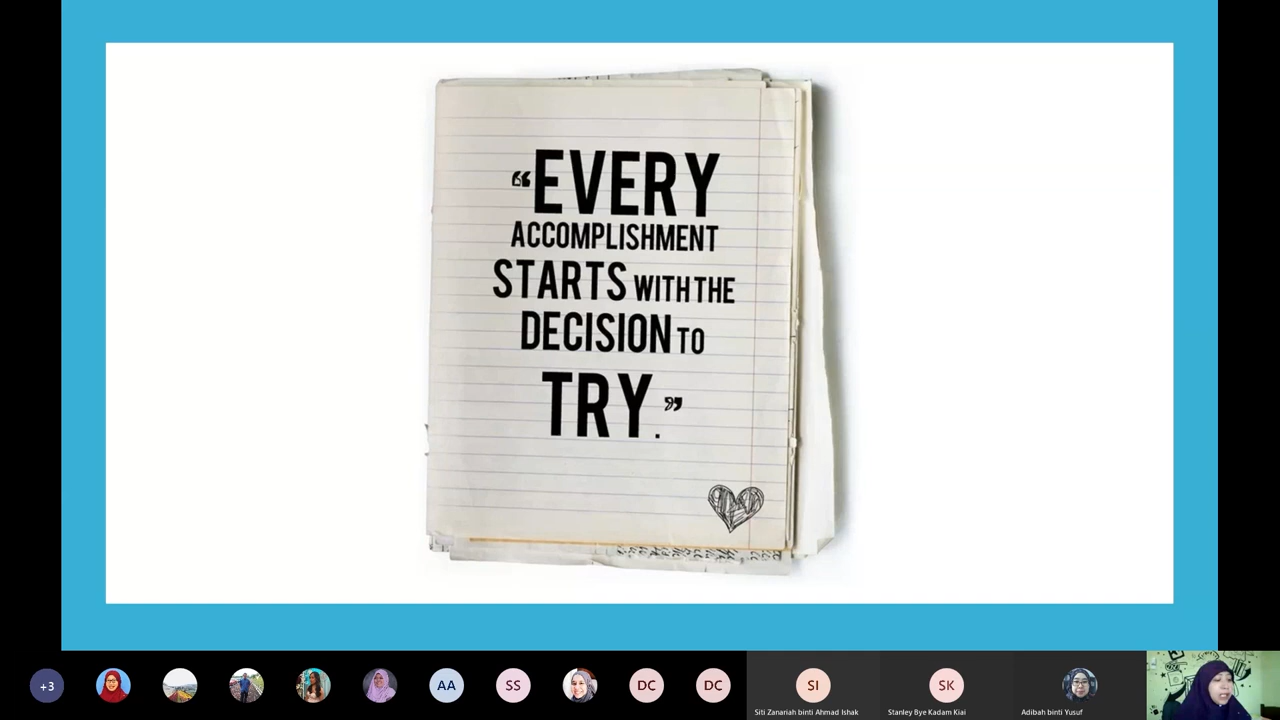 “EVERY
ACCOMPLISHMENT
STARTS WITH THE
DECISION TO
TRY.”
+3
AA
SS
DC
DC
SI
SK
Siti Zanariah binti Ahmad Ishak
Stanley Bye Kadam Kiai
Adibah binti Yusuf